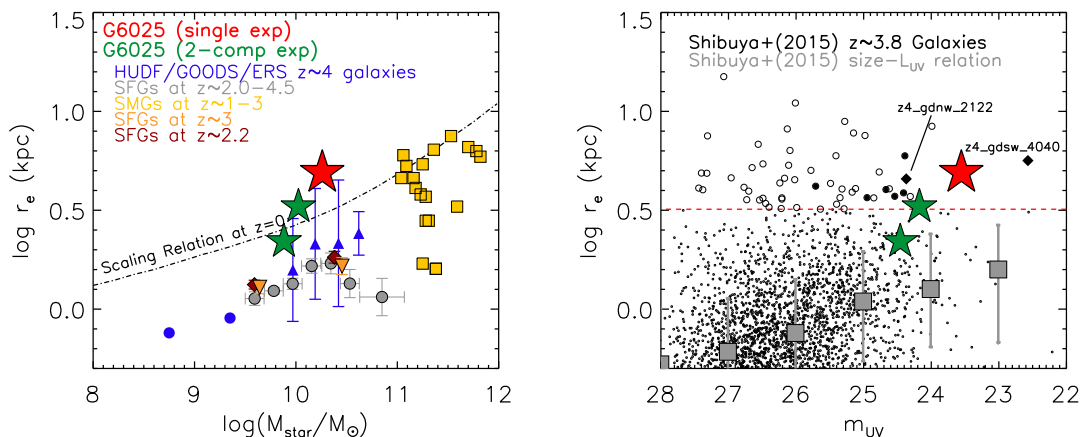 G6025 (single exp)
G6025 (2-comp exp)
HUDF/GOODS/ERS z~4 galaxies
SFGs at z~2.0-4.5
SMGs at z~1-3
SFGs at z~3
SFGs at z~2.2
Scaling Relation at z=0
1.5
1.0
0.5
0.0
log r_e (kpc)
8 9 10 11 12
log(M_star/M_⊙)
Shibuya+(2015) z~3.8 Galaxies
Shibuya+(2015) size-L_UV relation
z4_gdnw_2122
z4_gdsw_4040
1.5
1.0
0.5
0.0
log r_e (kpc)
28 27 26 25 24 23 22
m_UV